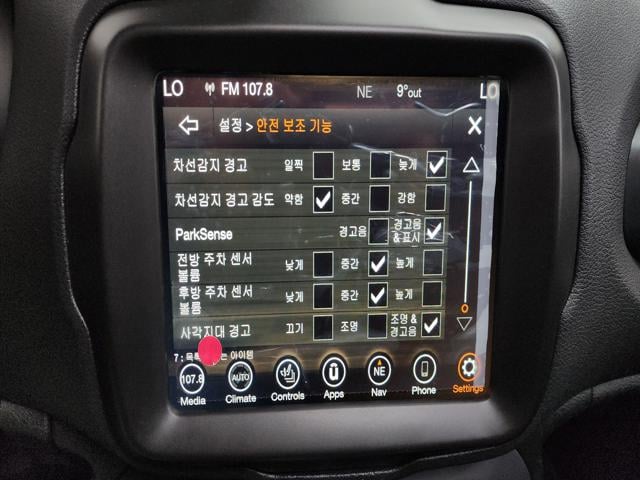 LO FM 107.8 NE 9°out LO
설정 > 안전 보조 기능 X
차선감지 경고 일찍 보통 늦게
차선감지 경고 감도 약함 중간 강함
ParkSense 경고음 경고음
& 표시
전방 주차 센서
볼륨 낮게 중간 높게
후방 주차 센서
볼륨 낮게 중간 높게
사각지대 경고 끄기 조명 조명 &
경고음
아이템
107.8 AUTO NE
Media Climate Controls Apps Nav Phone Settings